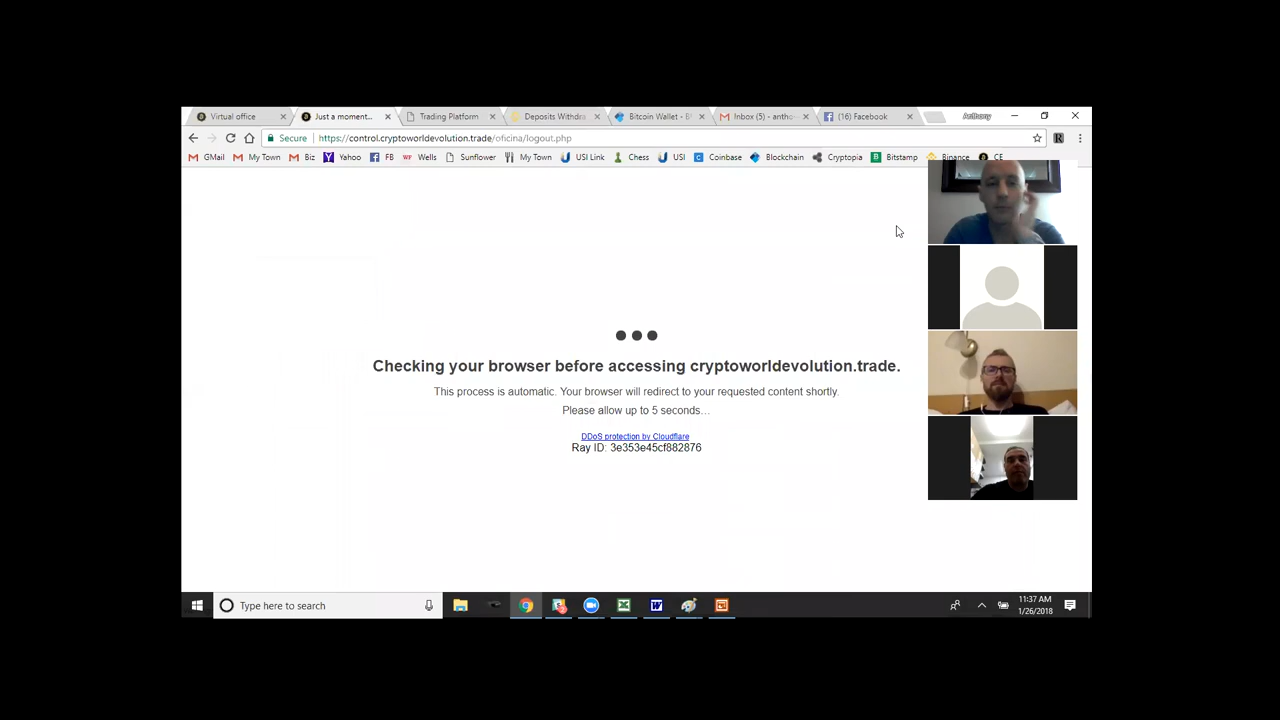 Virtual office
Just a moment...
Trading Platform
Deposits Withdra
Bitcoin Wallet - B
Inbox (5) - antho
(16) Facebook
Anthony
Secure https://control.cryptoworldevolution.trade/oficina/logout.php
GMail My Town Biz Yahoo FB Wells Sunflower My Town USI Link Chess USI Coinbase Blockchain Cryptopia Bitstamp Binance CE
Checking your browser before accessing cryptoworldevolution.trade.
This process is automatic. Your browser will redirect to your requested content shortly.
Please allow up to 5 seconds...
DDoS protection by Cloudflare
Ray ID: 3e353e45cf882876
Type here to search
11:37 AM
1/26/2018